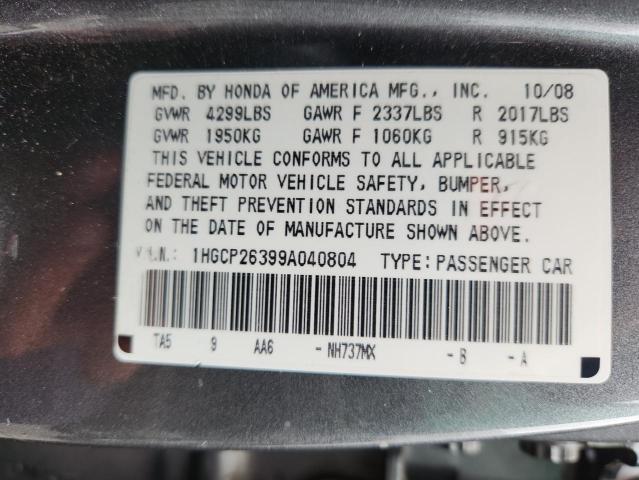 MFD. BY HONDA OF AMERICA MFG., INC. 10/08
GVWR 4299LBS GAWR F 2337LBS R 2017LBS
GVWR 1950KG GAWR F 1060KG R 915KG
THIS VEHICLE CONFORMS TO ALL APPLICABLE
FEDERAL MOTOR VEHICLE SAFETY, BUMPER,
AND THEFT PREVENTION STANDARDS IN EFFECT
ON THE DATE OF MANUFACTURE SHOWN ABOVE.
V.I.N.: 1HGCP26399A040804 TYPE: PASSENGER CAR
TA5 9 AA6 - NH737MX - B - A